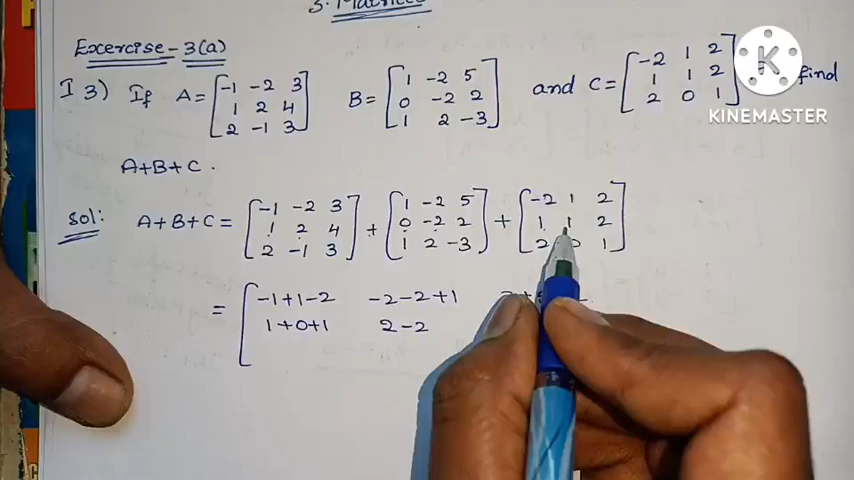 3. Matrices
Exercise-3(a)
I 3) If A=[-1 -2 3 B=[1 -2 5 and C=[-2 1 2 find
1 2 4 0 -2 2 1 1 2
2 -1 3] 1 2 -3] 2 0 1]
KINEMASTER
A+B+C.
Sol: A+B+C=[-1 -2 3 + [1 -2 5 + [-2 1 2
1 2 4 0 -2 2 1 1 2
2 -1 3] 1 2 -3] 2 0 1]
= [-1+1-2 -2-2+1
1+0+1 2-2